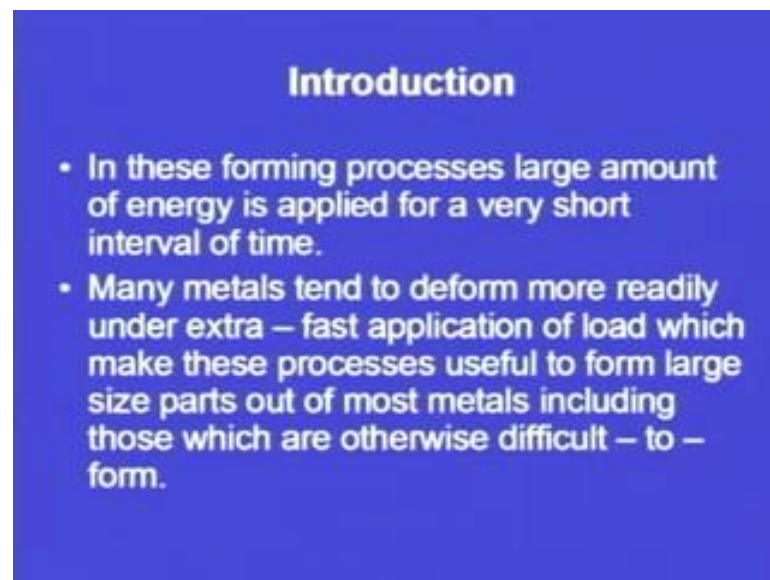 Introduction
• In these forming processes large amount
of energy is applied for a very short
interval of time.
• Many metals tend to deform more readily
under extra – fast application of load which
make these processes useful to form large
size parts out of most metals including
those which are otherwise difficult – to –
form.